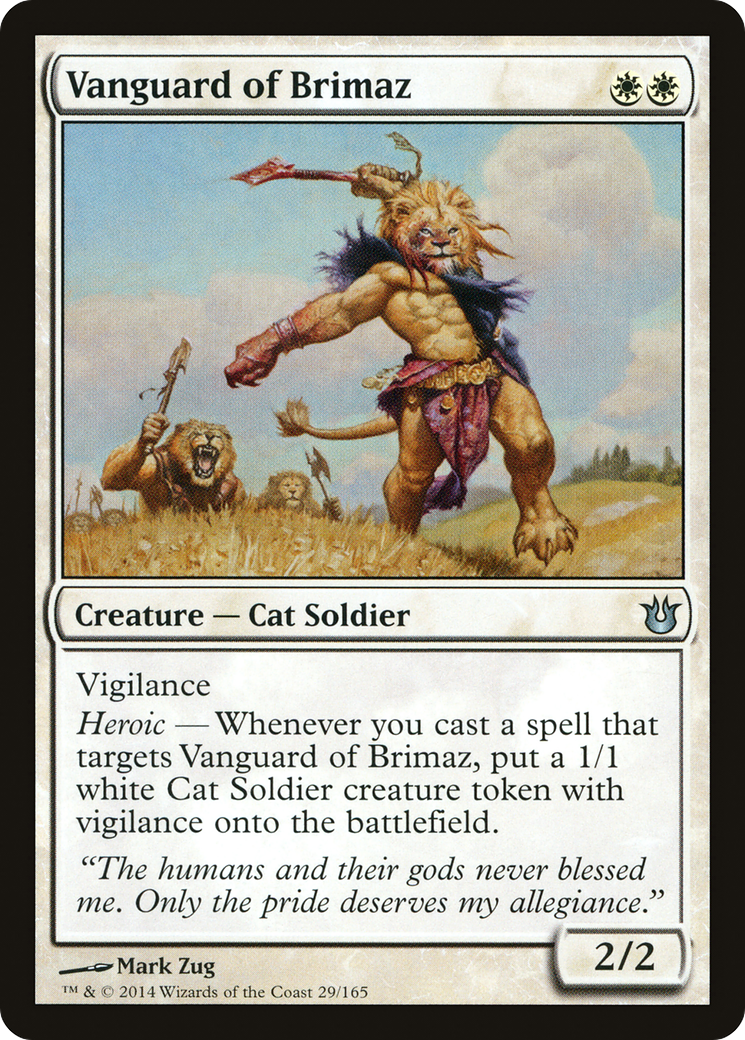 Vanguard of Brimaz
Creature — Cat Soldier
Vigilance
Heroic — Whenever you cast a spell that
targets Vanguard of Brimaz, put a 1/1
white Cat Soldier creature token with
vigilance onto the battlefield.
“The humans and their gods never blessed
me. Only the pride deserves my allegiance.”
2/2
Mark Zug
™ & © 2014 Wizards of the Coast 29/165